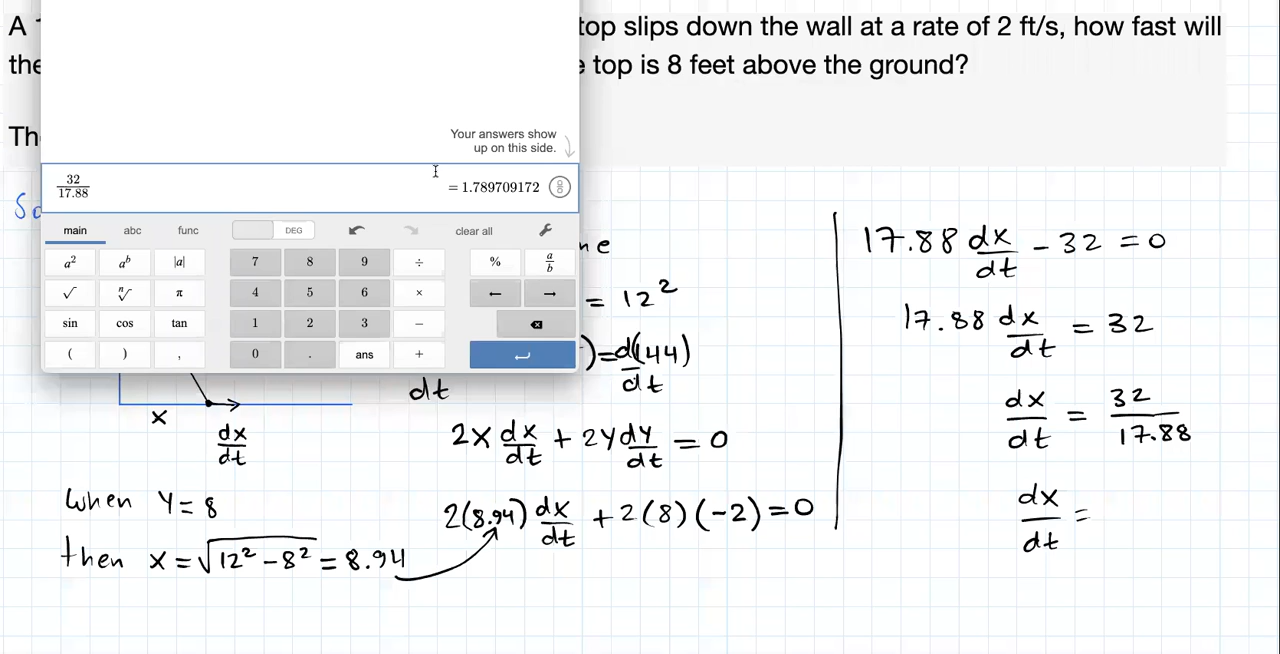 A
top slips down the wall at a rate of 2 ft/s, how fast will
the
top is 8 feet above the ground?
Th
Your answers show
up on this side.
32
17.88
= 1.789709172
main abc func DEG clear all
a² aᵇ |a| 7 8 9 ÷ % a/b
√ ⁿ√ π 4 5 6 × ← →
sin cos tan 1 2 3 −
( ) , 0 . ans +
= 12²
)=d(144)
dt dt
x
dx
dt
2x dx/dt + 2y dy/dt = 0
When y = 8
2(8.94) dx/dt + 2(8)(-2) = 0
then x = √12² - 8² = 8.94
17.88 dx/dt - 32 = 0
17.88 dx/dt = 32
dx/dt = 32/17.88
dx/dt =